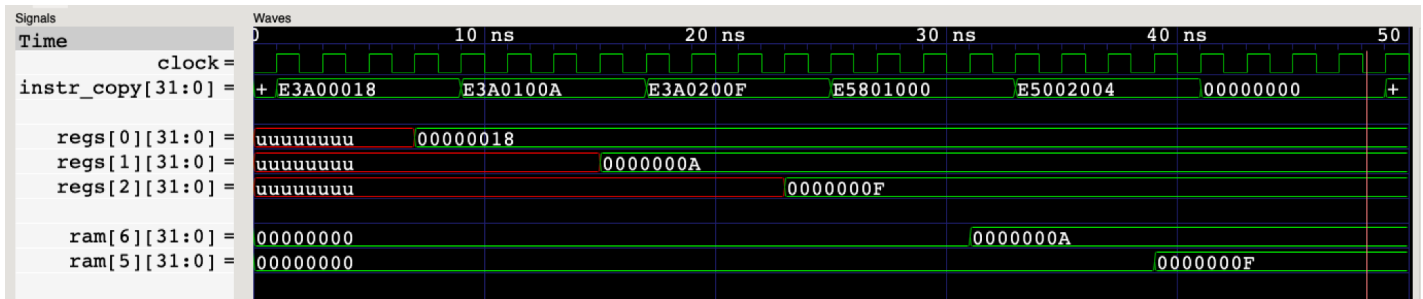 Signals Waves
Time 0 10 ns 20 ns 30 ns 40 ns 50
clock =
instr_copy[31:0] = + E3A00018 E3A0100A E3A0200F E5801000 E5002004 00000000 +
regs[0][31:0] = uuuuuuuu 00000018
regs[1][31:0] = uuuuuuuu 0000000A
regs[2][31:0] = uuuuuuuu 0000000F
ram[6][31:0] = 00000000 0000000A
ram[5][31:0] = 00000000 0000000F